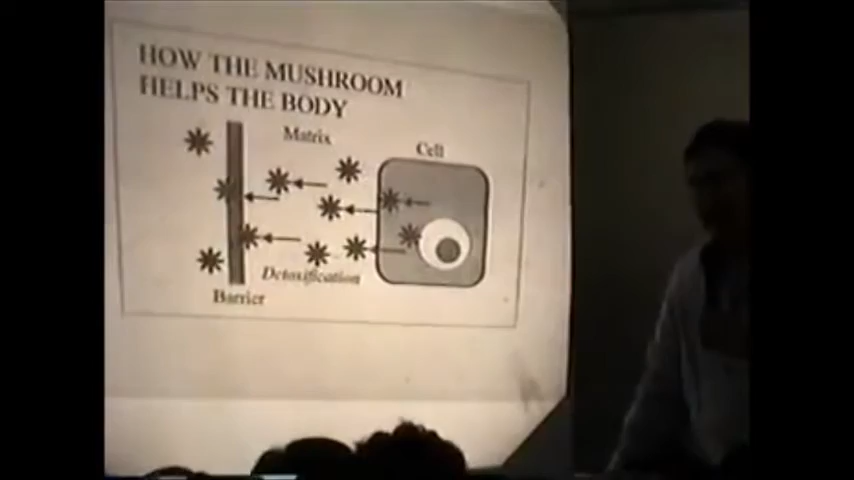 HOW THE MUSHROOM
HELPS THE BODY
Matrix
Cell
Detoxification
Barrier